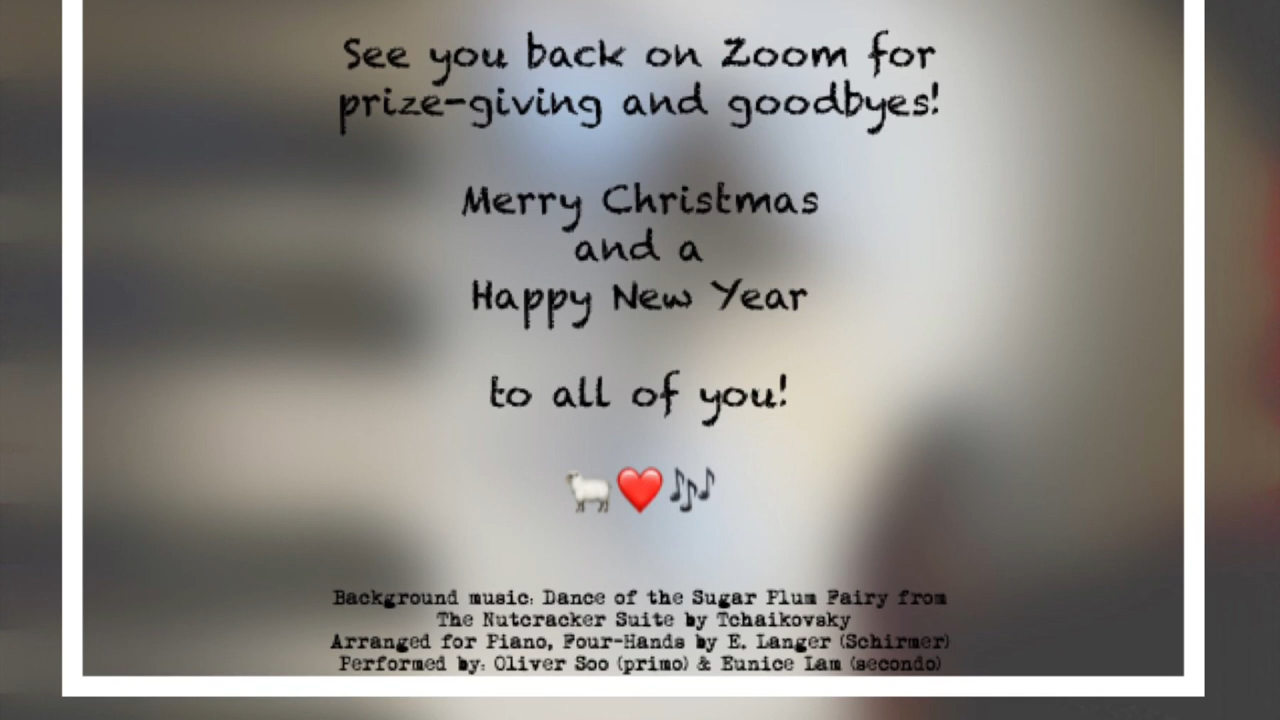 See you back on Zoom for
prize-giving and goodbyes!
Merry Christmas
and a
Happy New Year
to all of you!
🐑❤️🎶
Background music: Dance of the Sugar Plum Fairy from
The Nutcracker Suite by Tchaikovsky
Arranged for Piano, Four-Hands by E. Langer (Schirmer)
Performed by: Oliver Soo (primo) & Eunice Lam (secondo)